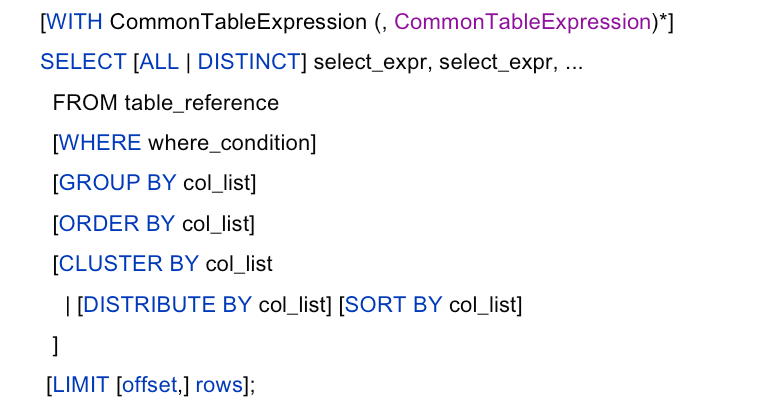 [WITH CommonTableExpression (, CommonTableExpression)*]
SELECT [ALL | DISTINCT] select_expr, select_expr, ...
FROM table_reference
[WHERE where_condition]
[GROUP BY col_list]
[ORDER BY col_list]
[CLUSTER BY col_list
| [DISTRIBUTE BY col_list] [SORT BY col_list]
]
[LIMIT [offset,] rows];